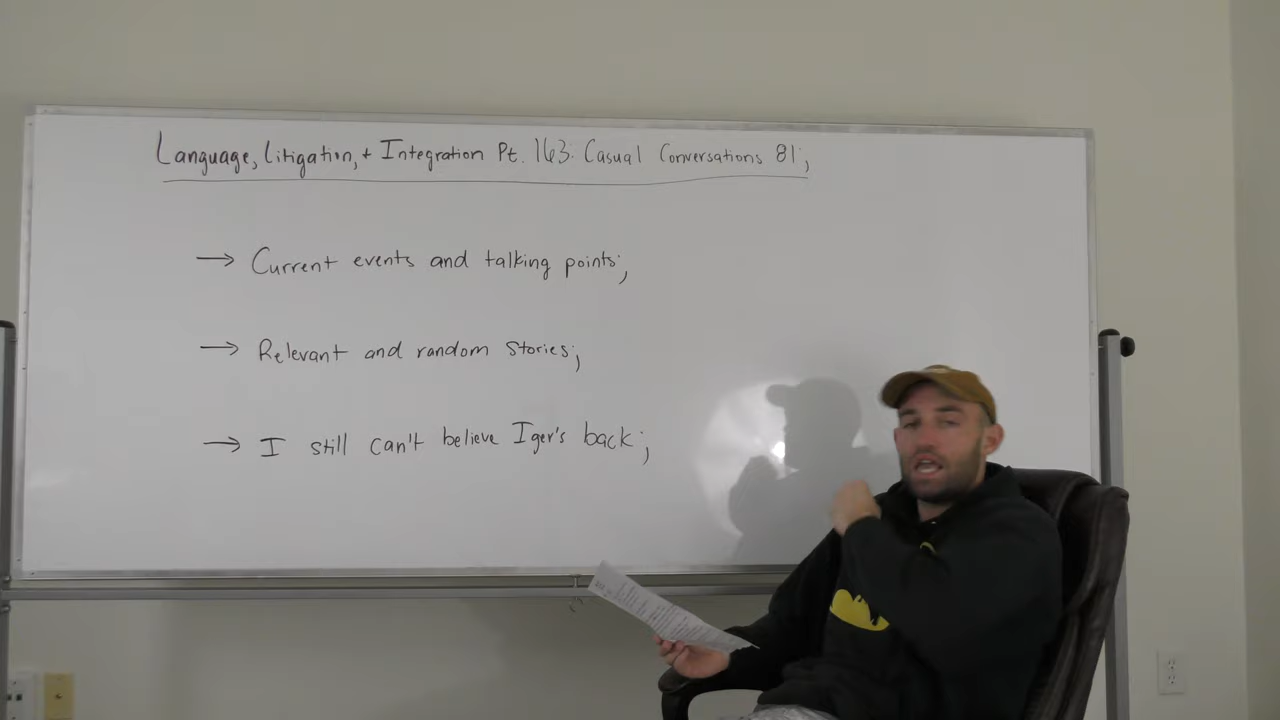 Language, Litigation, + Integration Pt. 163: Casual Conversations 81;
→ Current events and talking points;
→ Relevant and random stories;
→ I still can't believe Iger's back;